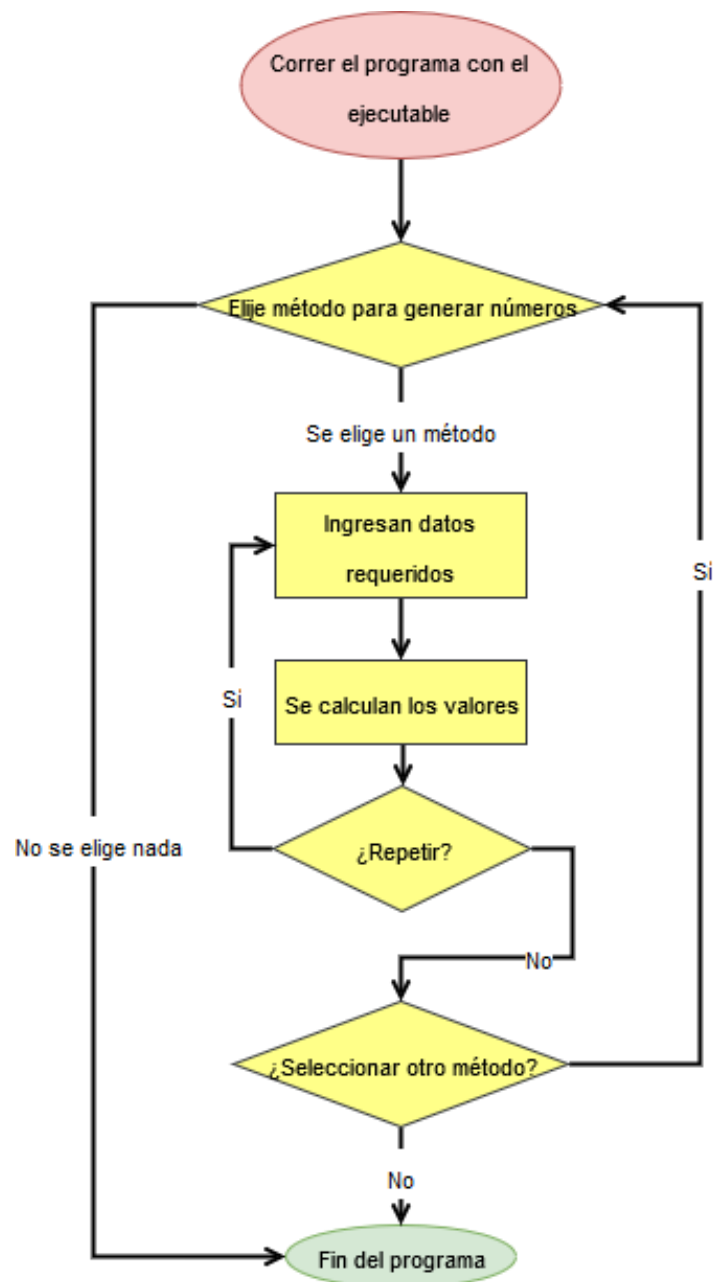 Correr el programa con el
ejecutable
Elije método para generar números
Se elige un método
Ingresan datos
requeridos
Si
Se calculan los valores
Si
No se elige nada
¿Repetir?
No
¿Seleccionar otro método?
No
Fin del programa